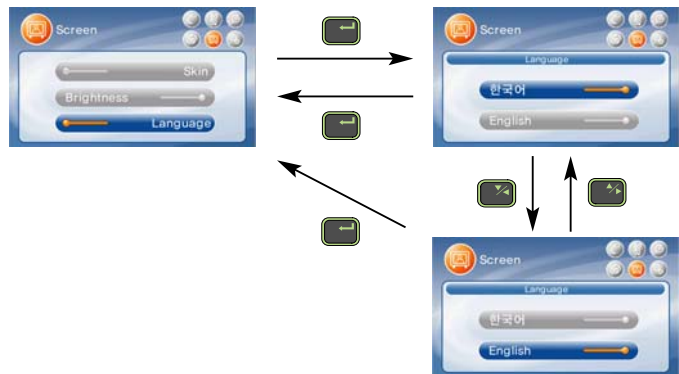 Screen
Skin
Brightness
Language
Screen
Language
한국어
English
Screen
Language
한국어
English